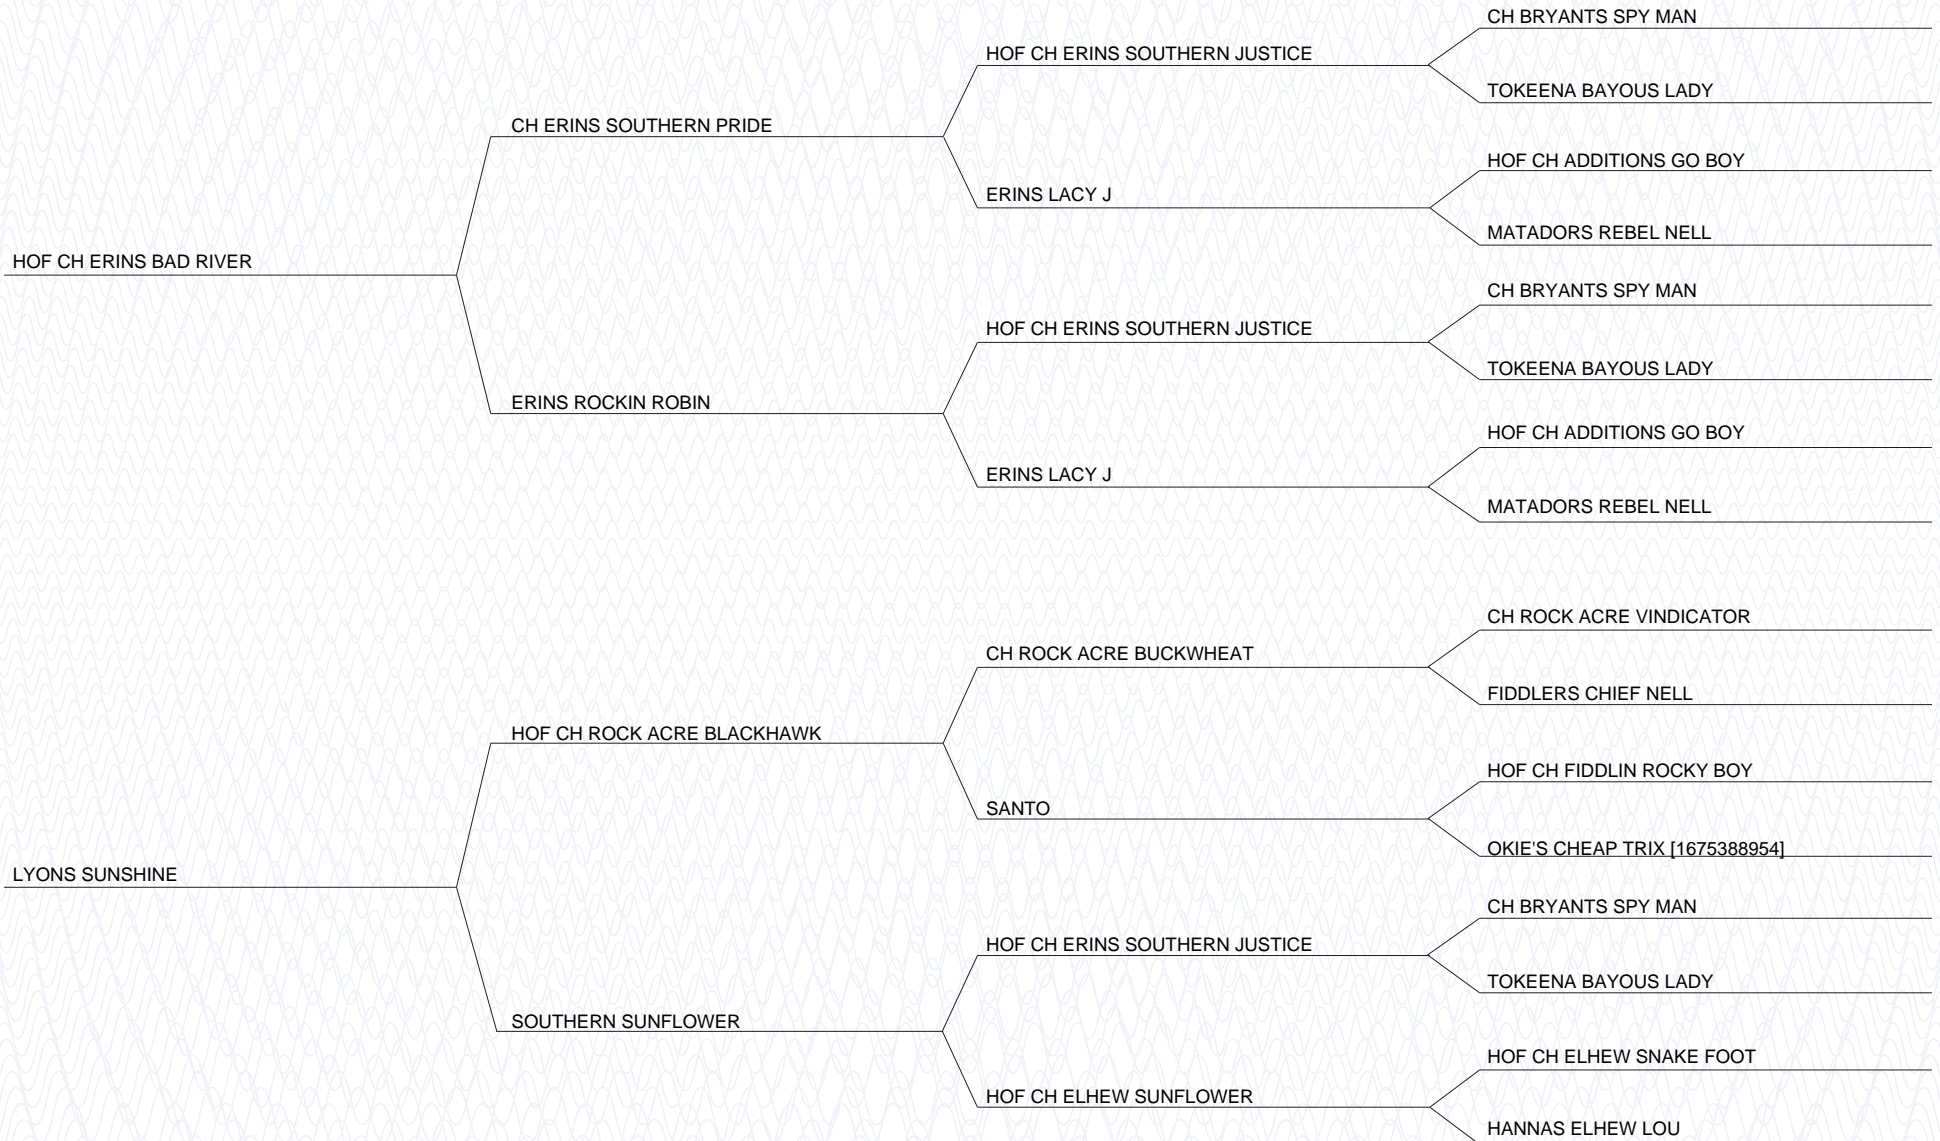 CH BRYANTS SPY MAN
HOF CH ERINS SOUTHERN JUSTICE
TOKEENA BAYOUS LADY
CH ERINS SOUTHERN PRIDE
HOF CH ADDITIONS GO BOY
ERINS LACY J
MATADORS REBEL NELL
HOF CH ERINS BAD RIVER
CH BRYANTS SPY MAN
HOF CH ERINS SOUTHERN JUSTICE
TOKEENA BAYOUS LADY
ERINS ROCKIN ROBIN
HOF CH ADDITIONS GO BOY
ERINS LACY J
MATADORS REBEL NELL
CH ROCK ACRE VINDICATOR
CH ROCK ACRE BUCKWHEAT
FIDDLERS CHIEF NELL
HOF CH ROCK ACRE BLACKHAWK
HOF CH FIDDLIN ROCKY BOY
SANTO
OKIE'S CHEAP TRIX [1675388954]
LYONS SUNSHINE
CH BRYANTS SPY MAN
HOF CH ERINS SOUTHERN JUSTICE
TOKEENA BAYOUS LADY
SOUTHERN SUNFLOWER
HOF CH ELHEW SNAKE FOOT
HOF CH ELHEW SUNFLOWER
HANNAS ELHEW LOU